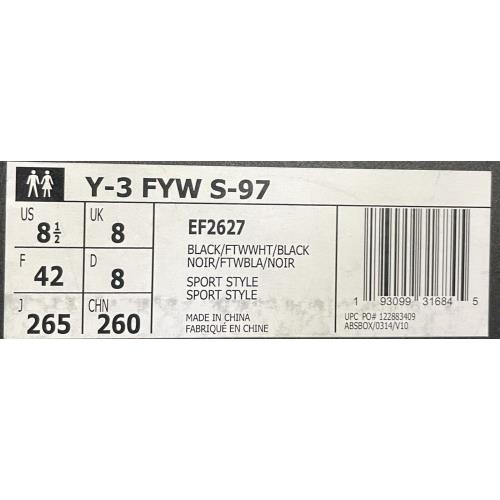 Y-3 FYW S-97
US 8½ UK 8
F 42 D 8
J 265 CHN 260
EF2627
BLACK/FTWWHT/BLACK
NOIR/FTWBLA/NOIR
SPORT STYLE
SPORT STYLE
MADE IN CHINA
FABRIQUÉ EN CHINE
1 93099 31684 5
UPC PO# 122883409
ABSBOX/0314/V10